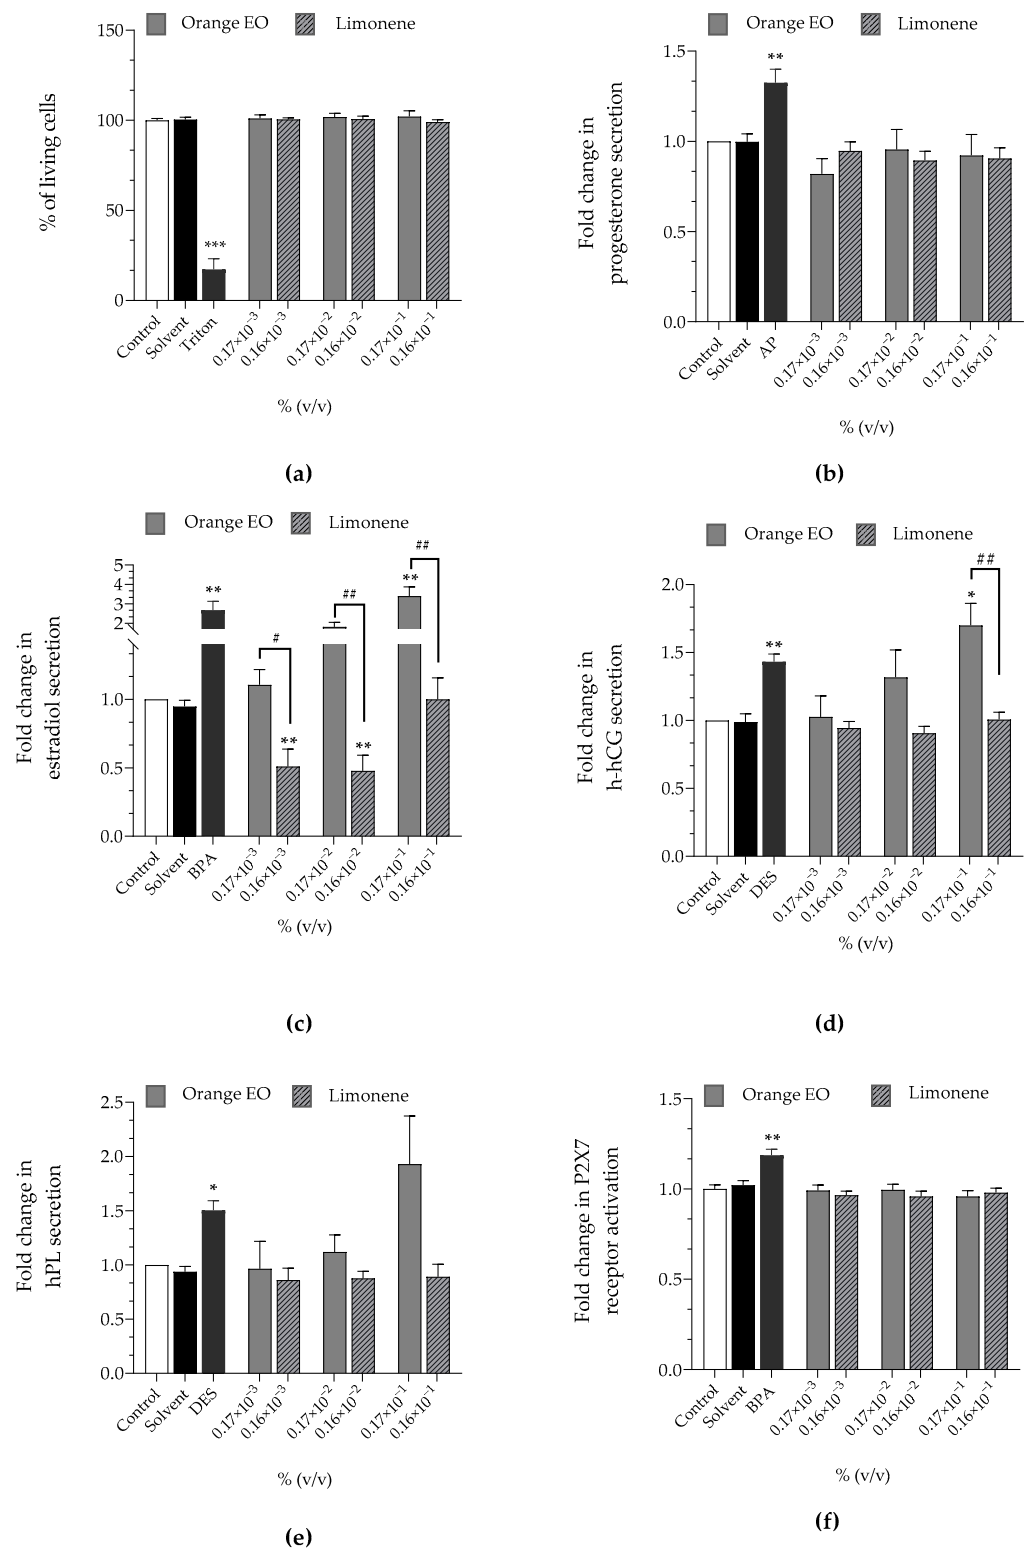 Orange EO Limonene
150
100
50
0
% of living cells
***
Control Solvent Triton 0.17×10⁻³ 0.16×10⁻³ 0.17×10⁻² 0.16×10⁻² 0.17×10⁻¹ 0.16×10⁻¹
% (v/v)
(a)
Orange EO Limonene
1.5
1.0
0.5
0.0
Fold change in
progesterone secretion
**
Control Solvent AP 0.17×10⁻³ 0.16×10⁻³ 0.17×10⁻² 0.16×10⁻² 0.17×10⁻¹ 0.16×10⁻¹
% (v/v)
(b)
Orange EO Limonene
5
4
3
2
1.0
0.5
0.0
Fold change in
estradiol secretion
** # ** ## ** ** ##
Control Solvent BPA 0.17×10⁻³ 0.16×10⁻³ 0.17×10⁻² 0.16×10⁻² 0.17×10⁻¹ 0.16×10⁻¹
% (v/v)
(c)
Orange EO Limonene
2.0
1.5
1.0
0.5
0.0
Fold change in
h-hCG secretion
** * ##
Control Solvent DES 0.17×10⁻³ 0.16×10⁻³ 0.17×10⁻² 0.16×10⁻² 0.17×10⁻¹ 0.16×10⁻¹
% (v/v)
(d)
Orange EO Limonene
2.5
2.0
1.5
1.0
0.5
0.0
Fold change in
hPL secretion
*
Control Solvent DES 0.17×10⁻³ 0.16×10⁻³ 0.17×10⁻² 0.16×10⁻² 0.17×10⁻¹ 0.16×10⁻¹
% (v/v)
(e)
Orange EO Limonene
1.5
1.0
0.5
0.0
Fold change in P2X7
receptor activation
**
Control Solvent BPA 0.17×10⁻³ 0.16×10⁻³ 0.17×10⁻² 0.16×10⁻² 0.17×10⁻¹ 0.16×10⁻¹
% (v/v)
(f)